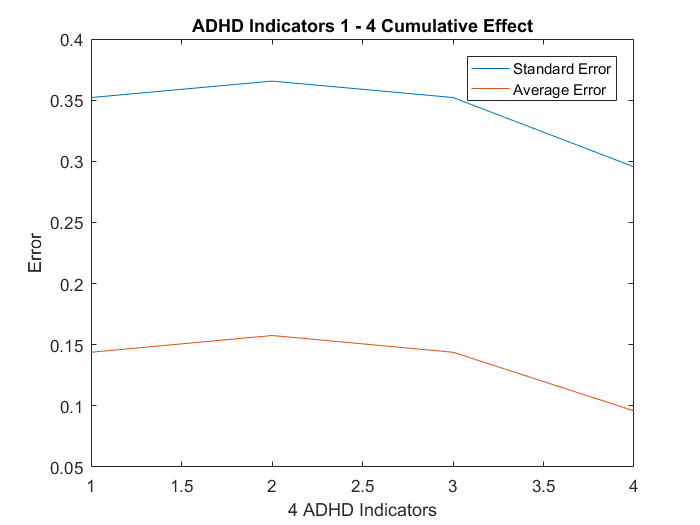 ADHD Indicators 1 - 4 Cumulative Effect
0.4
Standard Error
Average Error
0.35
0.3
0.25
0.2
0.15
0.1
0.05
Error
1 1.5 2 2.5 3 3.5 4
4 ADHD Indicators